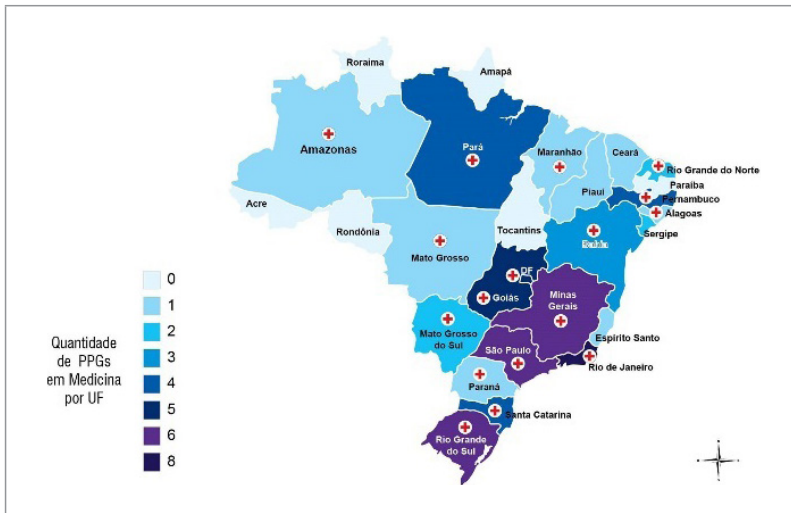 Roraima
Amapá
Amazonas
Pará
Maranhão
Ceará
Rio Grande do Norte
Paraíba
Piauí
Pernambuco
Acre
Alagoas
Rondônia
Tocantins
Sergipe
Mato Grosso
DF
Goiás
Minas
Gerais
Mato Grosso
do Sul
Espírito Santo
São Paulo
Rio de Janeiro
Paraná
Santa Catarina
Rio Grande
do Sul
Quantidade
de PPGs
em Medicina
por UF
0
1
2
3
4
5
6
8